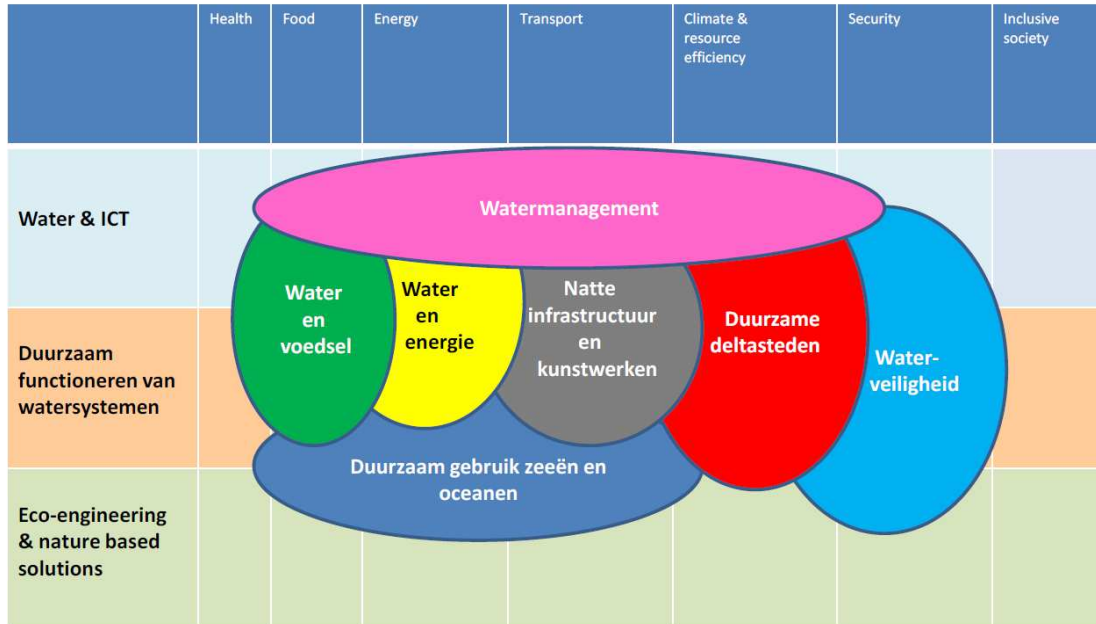 Health
Food
Energy
Transport
Climate &
resource
efficiency
Security
Inclusive
society
Water & ICT
Watermanagement
Water
en
voedsel
Water
en
energie
Natte
infrastructuur
en
kunstwerken
Duurzame
deltasteden
Water-
veiligheid
Duurzaam
functioneren van
watersystemen
Duurzaam gebruik zeeën en
oceanen
Eco-engineering
& nature based
solutions